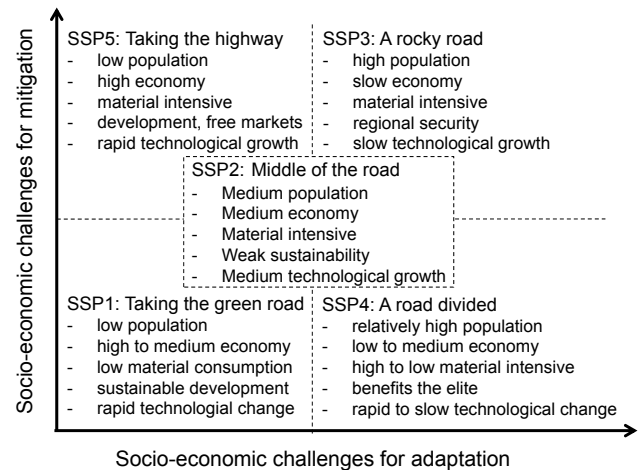 Socio-economic challenges for mitigation
SSP5: Taking the highway
- low population
- high economy
- material intensive
- development, free markets
- rapid technological growth
SSP3: A rocky road
- high population
- slow economy
- material intensive
- regional security
- slow technological growth
SSP2: Middle of the road
- Medium population
- Medium economy
- Material intensive
- Weak sustainability
- Medium technological growth
SSP1: Taking the green road
- low population
- high to medium economy
- low material consumption
- sustainable development
- rapid technologial change
SSP4: A road divided
- relatively high population
- low to medium economy
- high to low material intensive
- benefits the elite
- rapid to slow technological change
Socio-economic challenges for adaptation